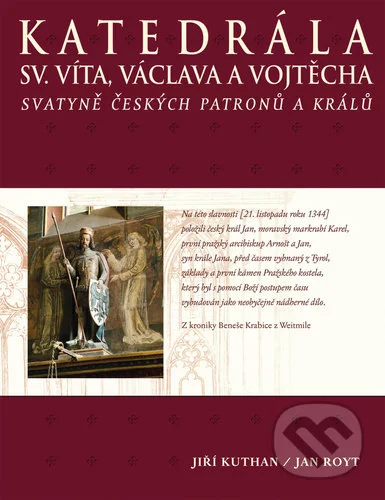 KATEDRÁLA
SV. VÍTA, VÁCLAVA A VOJTĚCHA
SVATYNĚ ČESKÝCH PATRONŮ A KRÁLŮ
Na této slavnosti [21. listopadu roku 1344]
položili český král Jan, moravský markrabí Karel,
první pražský arcibiskup Arnošt a Jan,
syn krále Jana, před časem vyhnaný z Tyrol,
základy a první kámen Pražského kostela,
který byl s pomocí Boží postupem času
vybudován jako neobyčejně nádherné dílo.
Z kroniky Beneše Krabice z Weitmile
JIŘÍ KUTHAN / JAN ROYT
martinus